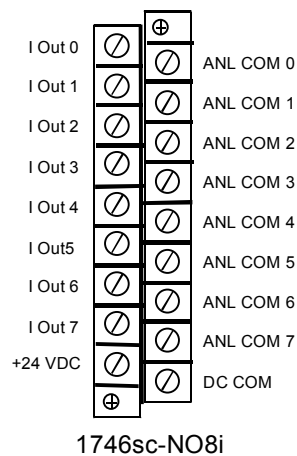 I Out 0
ANL COM 0
I Out 1
ANL COM 1
I Out 2
ANL COM 2
I Out 3
ANL COM 3
I Out 4
ANL COM 4
I Out5
ANL COM 5
I Out 6
ANL COM 6
I Out 7
ANL COM 7
+24 VDC
DC COM
1746sc-NO8i